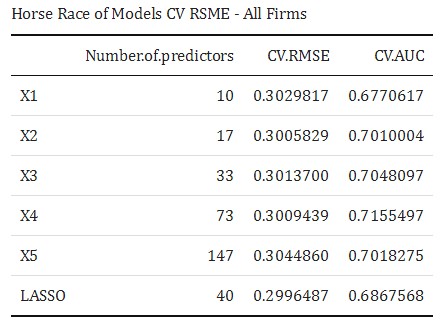 Horse Race of Models CV RSME - All Firms
Number.of.predictors CV.RMSE CV.AUC
X1 10 0.3029817 0.6770617
X2 17 0.3005829 0.7010004
X3 33 0.3013700 0.7048097
X4 73 0.3009439 0.7155497
X5 147 0.3044860 0.7018275
LASSO 40 0.2996487 0.6867568